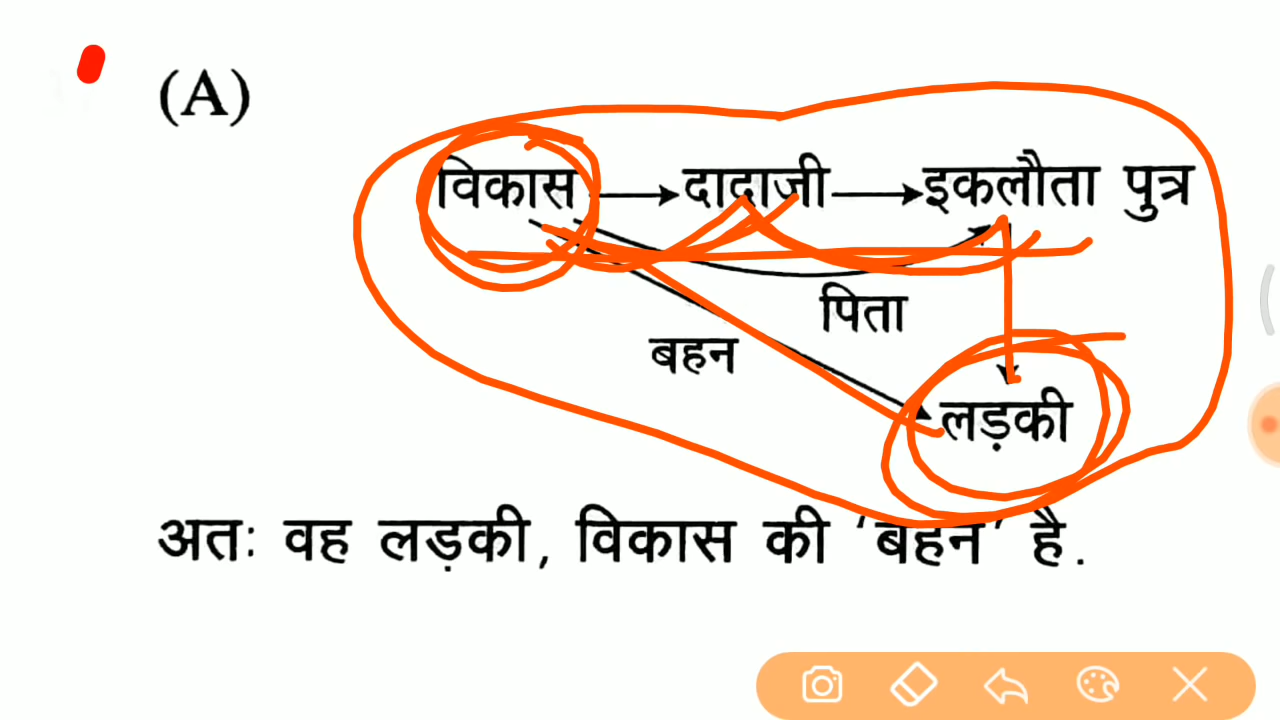 (A)
विकास दादाजी इकलौता पुत्र
पिता
बहन
लड़की
अतः वह लड़की, विकास की 'बहन' है.